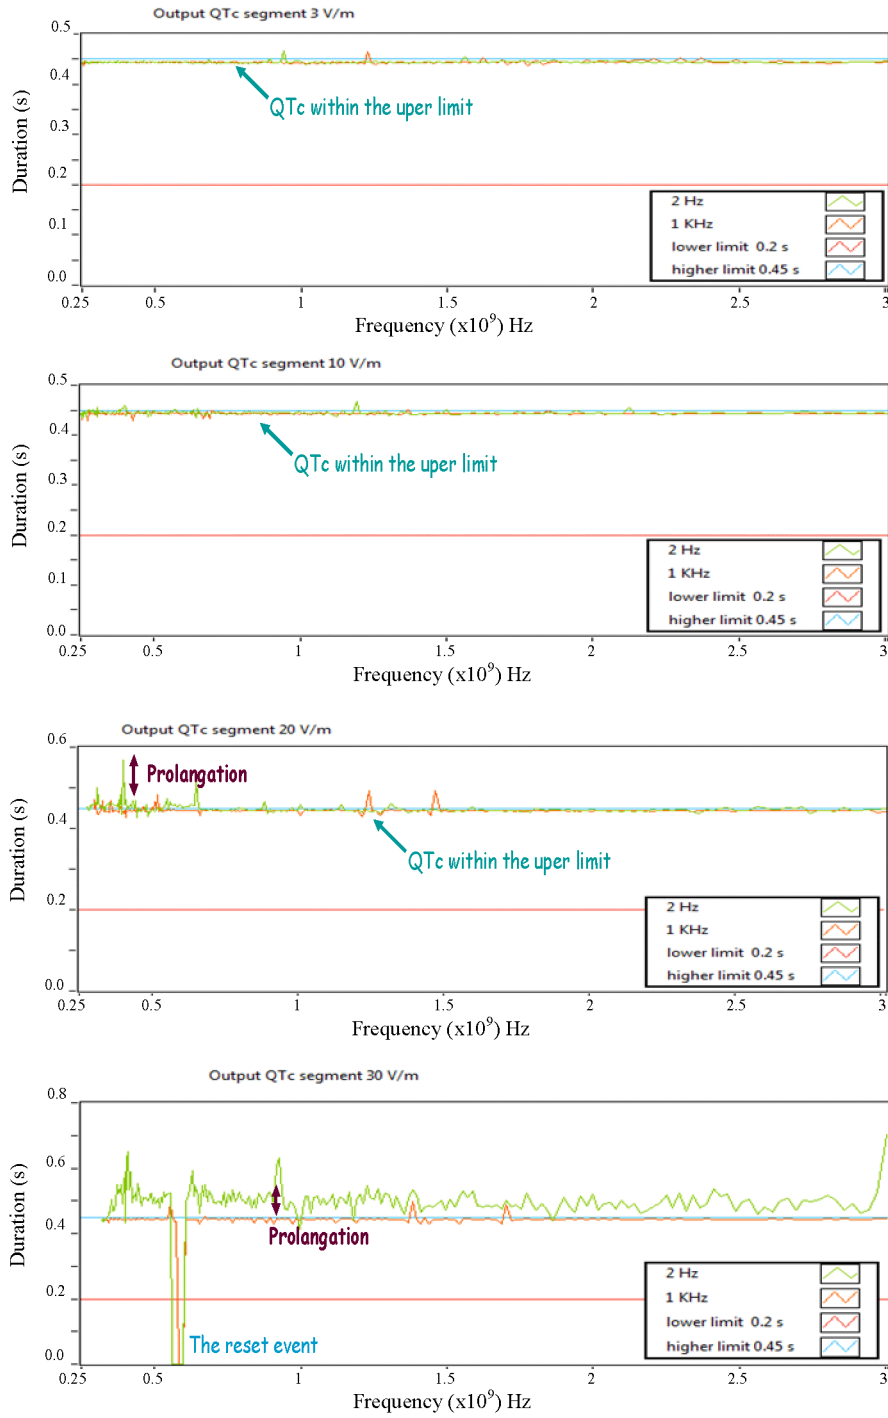 Output QTc segment 3 V/m
0.5
0.4
0.3
0.2
0.1
0.0
Duration (s)
QTc within the uper limit
2 Hz
1 KHz
lower limit 0.2 s
higher limit 0.45 s
0.25 0.5 1 1.5 2 2.5 3
Frequency (x10⁹) Hz
Output QTc segment 10 V/m
0.5
0.4
0.3
0.2
0.1
0.0
Duration (s)
QTc within the uper limit
2 Hz
1 KHz
lower limit 0.2 s
higher limit 0.45 s
0.25 0.5 1 1.5 2 2.5 3
Frequency (x10⁹) Hz
Output QTc segment 20 V/m
0.6
0.4
0.2
0.0
Duration (s)
Prolangation
QTc within the uper limit
2 Hz
1 KHz
lower limit 0.2 s
higher limit 0.45 s
0.25 0.5 1 1.5 2 2.5 3
Frequency (x10⁹) Hz
Output QTc segment 30 V/m
0.8
0.6
0.4
0.2
0.0
Duration (s)
Prolangation
The reset event
2 Hz
1 KHz
lower limit 0.2 s
higher limit 0.45 s
0.25 0.5 1 1.5 2 2.5 3
Frequency (x10⁹) Hz